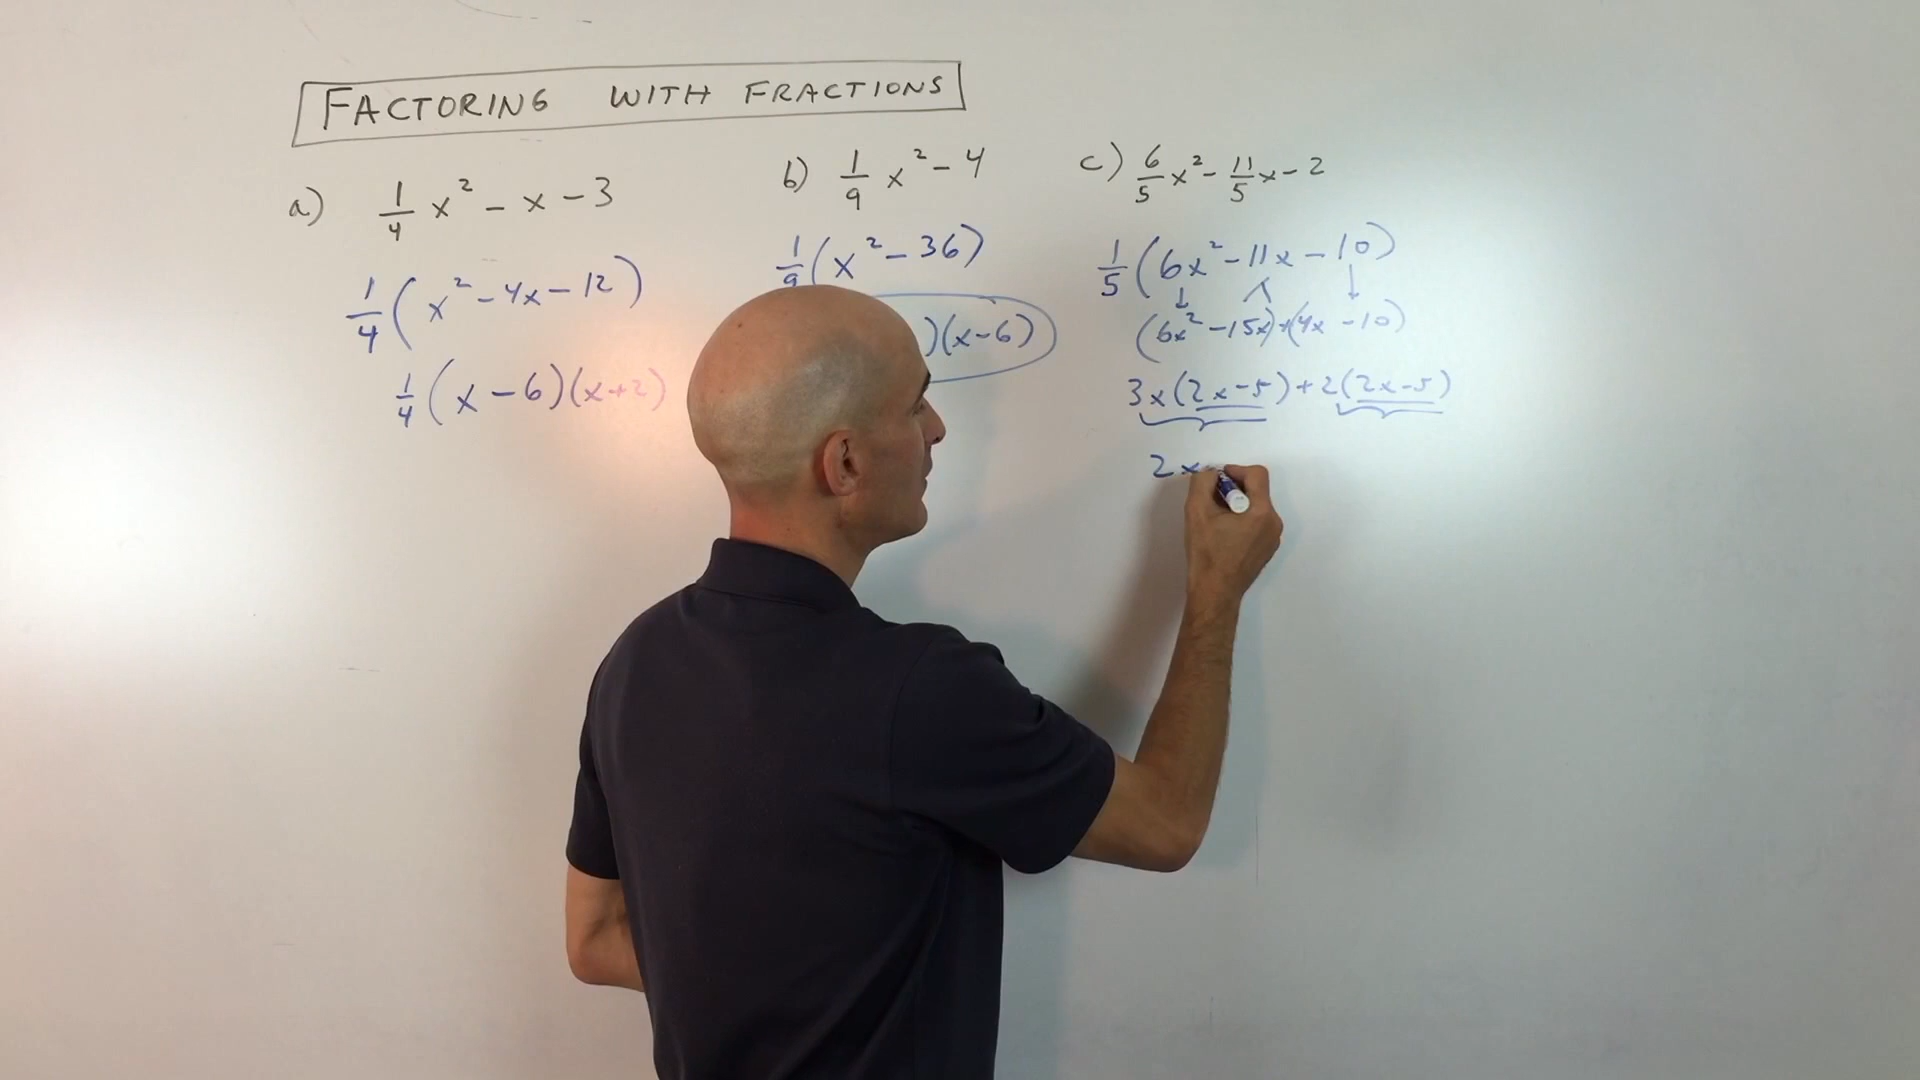 FACTORING WITH FRACTIONS
a) 1/4 x² - x - 3
1/4 (x² - 4x - 12)
1/4 (x - 6)(x + 2)
b) 1/9 x² - 4
1/9 (x² - 36)
)(x - 6)
c) 6/5 x² - 11/5 x - 2
1/5 (6x² - 11x - 10)
(6x² - 15x) + (4x - 10)
3x(2x - 5) + 2(2x - 5)
2x